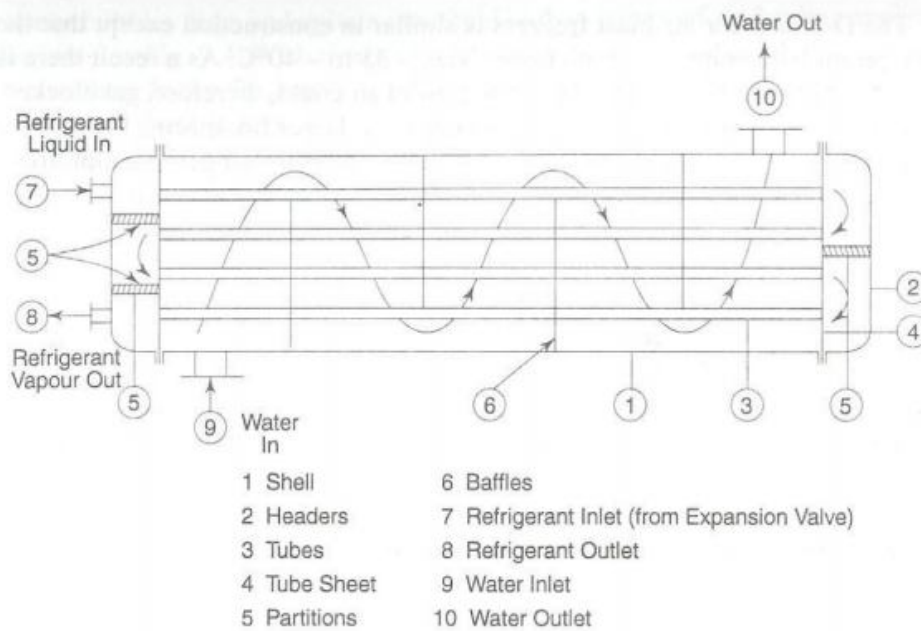 Water Out
10
Refrigerant
Liquid In
7
5
8
Refrigerant
Vapour Out
2
4
5
9
Water
In
6
1
3
5
1 Shell
2 Headers
3 Tubes
4 Tube Sheet
5 Partitions
6 Baffles
7 Refrigerant Inlet (from Expansion Valve)
8 Refrigerant Outlet
9 Water Inlet
10 Water Outlet